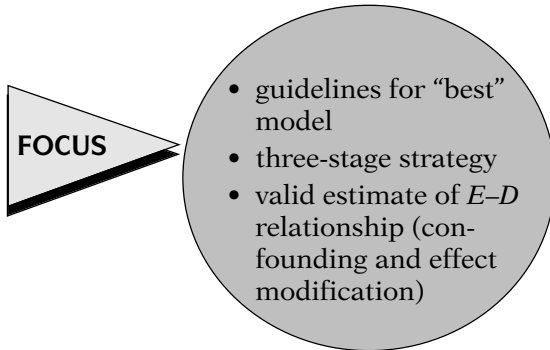 FOCUS
• guidelines for “best”
model
• three-stage strategy
• valid estimate of E–D
relationship (con-
founding and effect
modification)